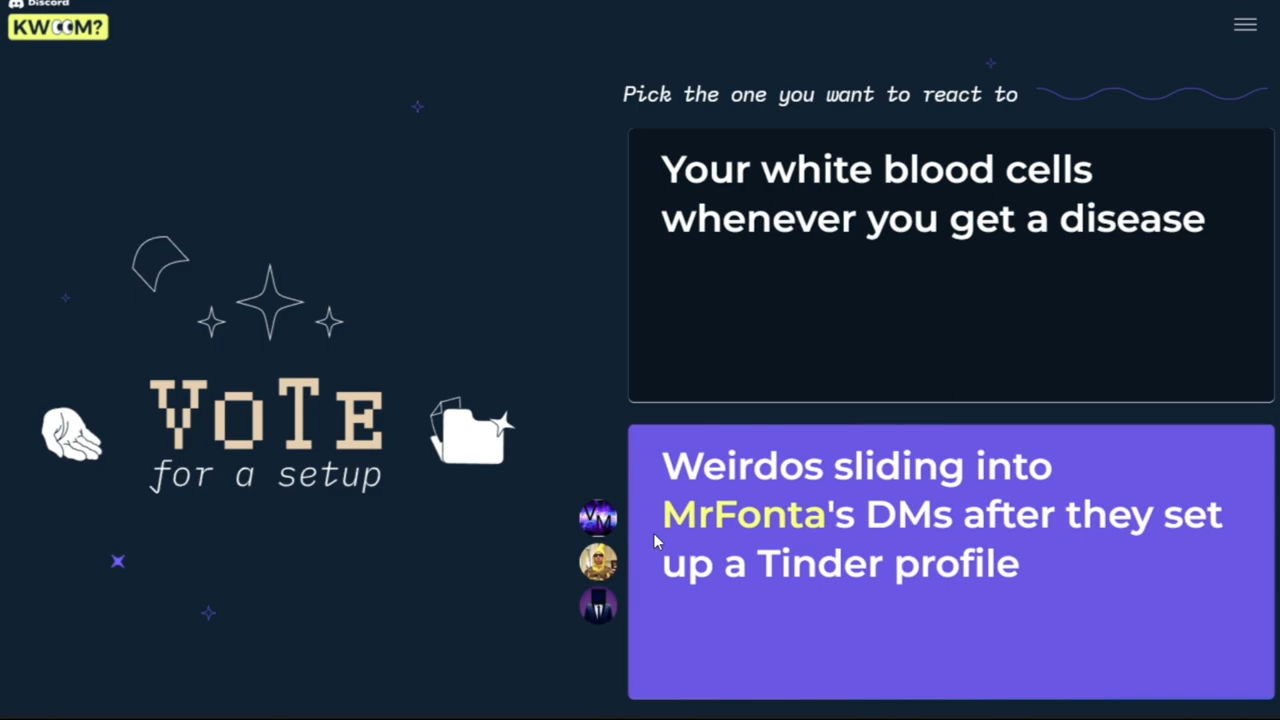 Discord
KWOOM?
Pick the one you want to react to
Your white blood cells
whenever you get a disease
VOTE
for a setup
Weirdos sliding into
MrFonta's DMs after they set
up a Tinder profile
VM